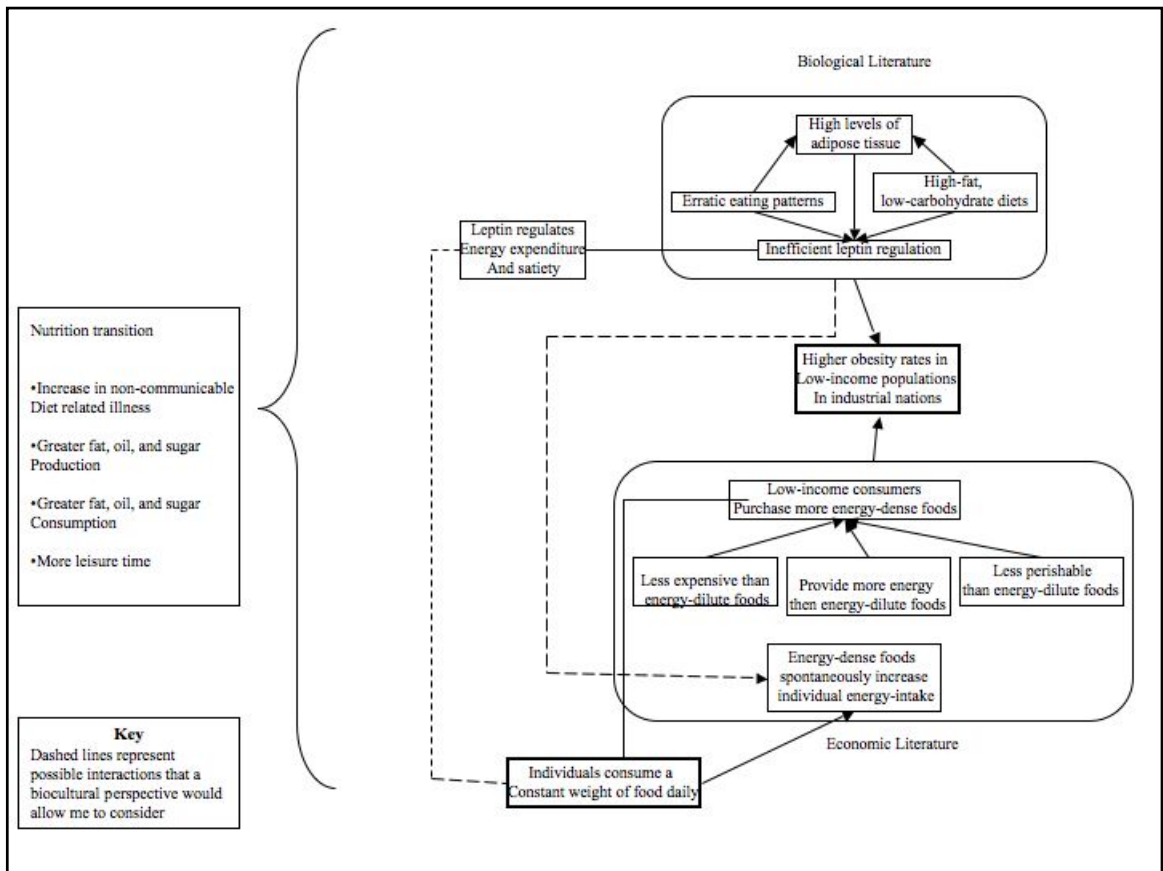 Biological Literature
High levels of
adipose tissue
High-fat,
low-carbohydrate diets
Erratic eating patterns
Inefficient leptin regulation
Leptin regulates
Energy expenditure
And satiety
Nutrition transition
•Increase in non-communicable
Diet related illness
•Greater fat, oil, and sugar
Production
•Greater fat, oil, and sugar
Consumption
•More leisure time
Higher obesity rates in
Low-income populations
In industrial nations
Low-income consumers
Purchase more energy-dense foods
Less expensive than
energy-dilute foods
Provide more energy
then energy-dilute foods
Less perishable
than energy-dilute foods
Energy-dense foods
spontaneously increase
individual energy-intake
Economic Literature
Individuals consume a
Constant weight of food daily
Key
Dashed lines represent
possible interactions that a
biocultural perspective would
allow me to consider